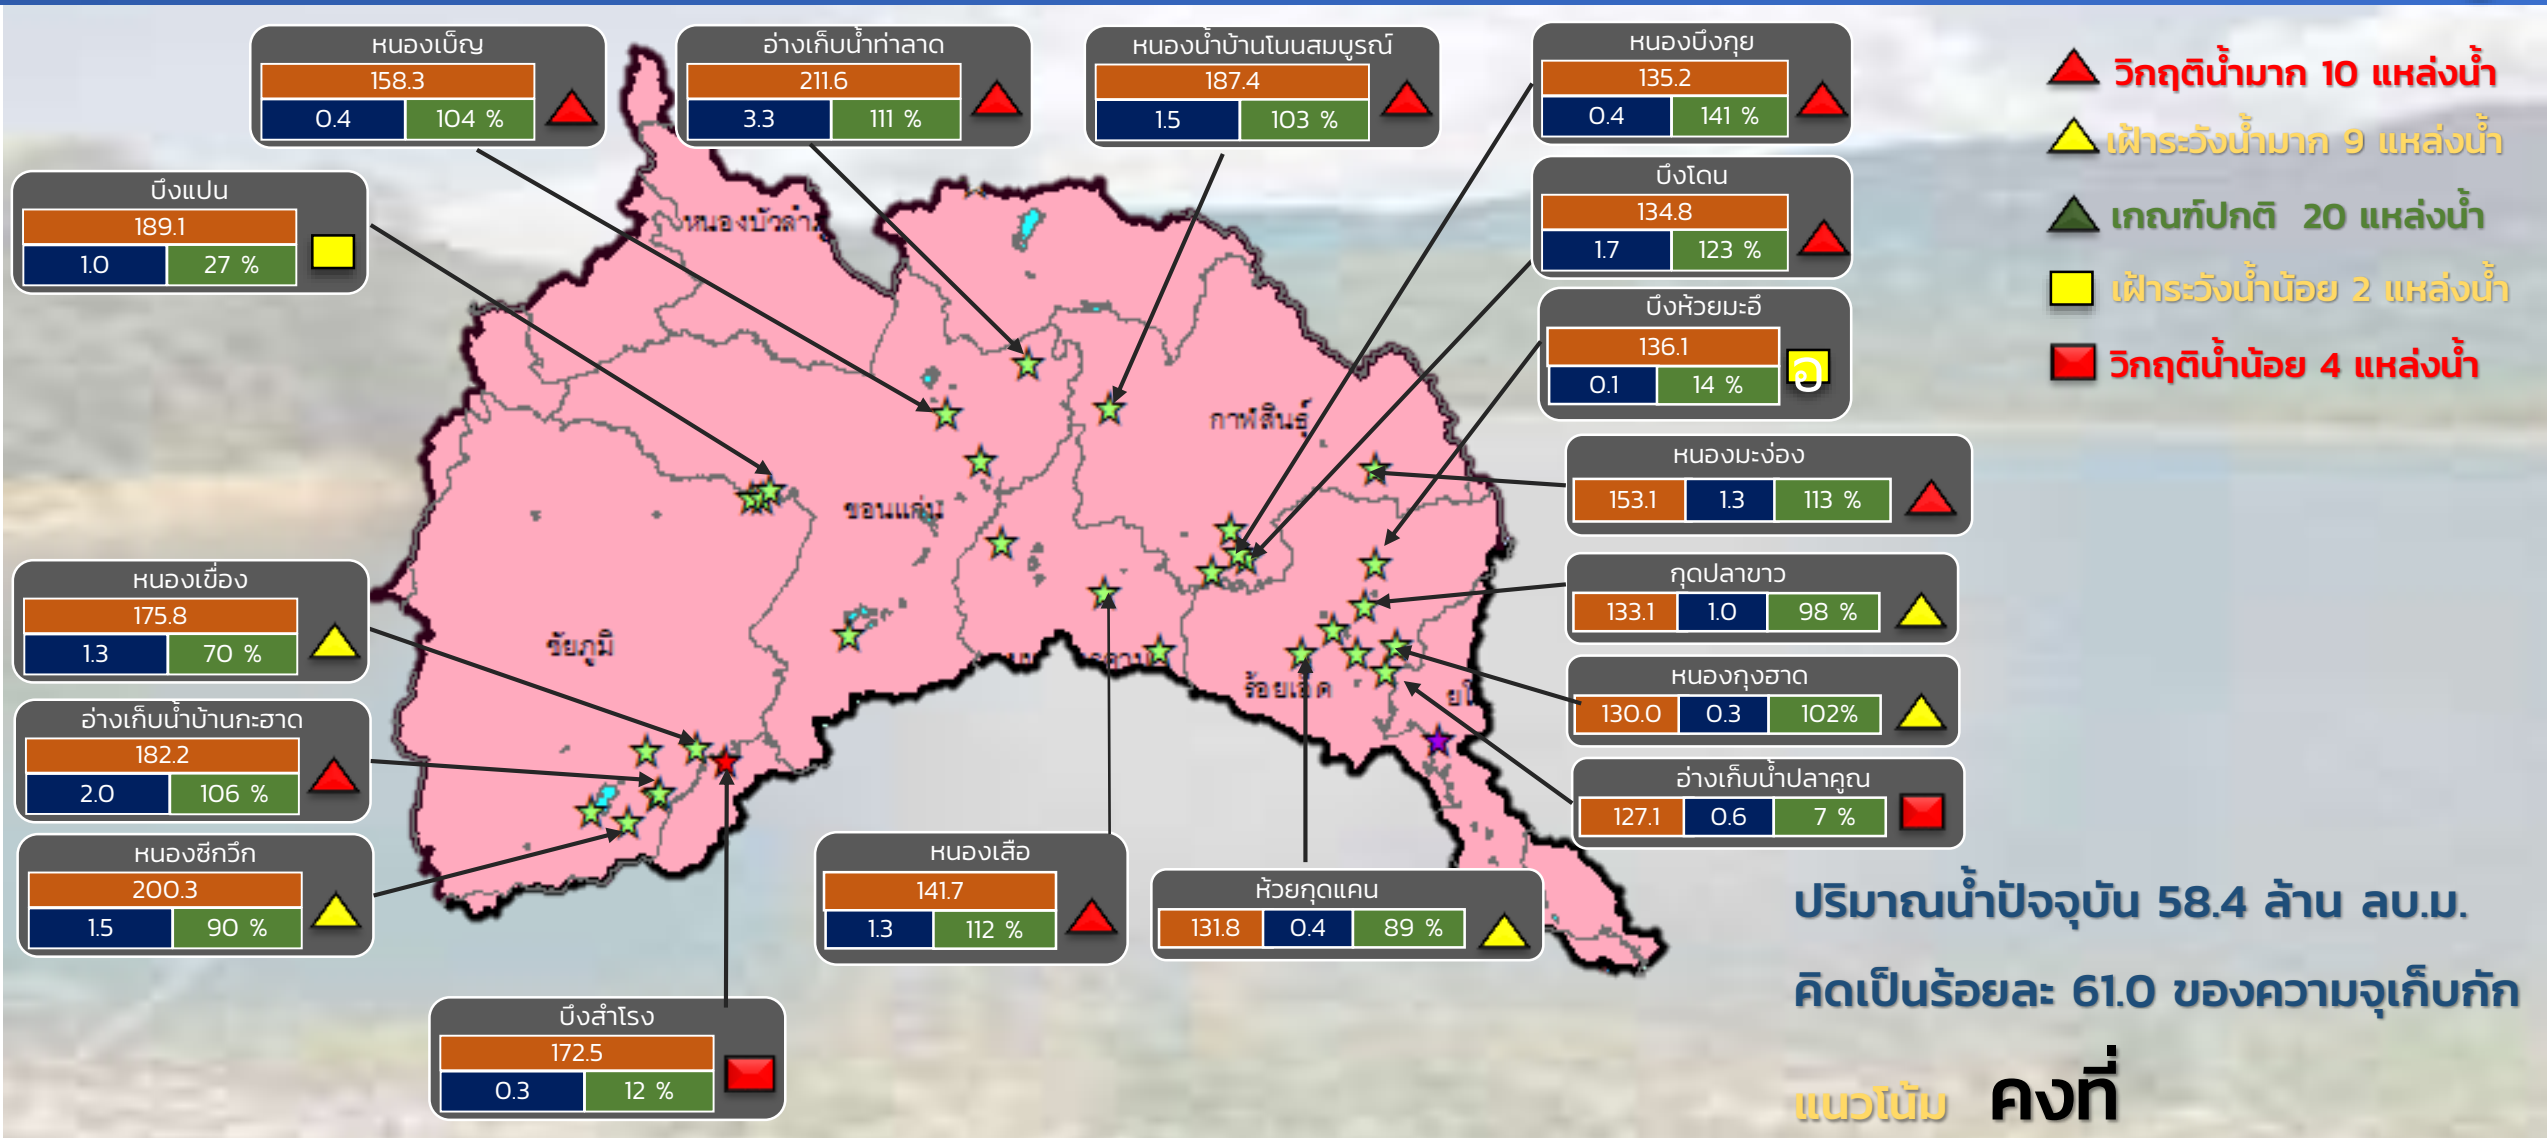 หนองเบ็ญ
158.3
0.4 104 %
อ่างเก็บน้ำท่าลาด
211.6
3.3 111 %
หนองน้ำบ้านโนนสมบูรณ์
187.4
1.5 103 %
หนองบึงกุย
135.2
0.4 141 %
บึงแปน
189.1
1.0 27 %
บึงโดน
134.8
1.7 123 %
บึงห้วยมะอึ
136.1
0.1 14 %
อ
หนองมะง่อง
153.1 1.3 113 %
กุดปลาขาว
133.1 1.0 98 %
หนองกุงฮาด
130.0 0.3 102%
อ่างเก็บน้ำปลาคูณ
127.1 0.6 7 %
หนองเขื่อง
175.8
1.3 70 %
อ่างเก็บน้ำบ้านกะฮาด
182.2
2.0 106 %
หนองซีกวึก
200.3
1.5 90 %
บึงสำโรง
172.5
0.3 12 %
หนองเสือ
141.7
1.3 112 %
ห้วยกุดแคน
131.8 0.4 89 %
หนองบัวลำภู
กาฬสินธุ์
ขอนแก่น
ชัยภูมิ
ร้อยเอ็ด
วิกฤติน้ำมาก 10 แหล่งน้ำ
เฝ้าระวังน้ำมาก 9 แหล่งน้ำ
เกณฑ์ปกติ 20 แหล่งน้ำ
เฝ้าระวังน้ำน้อย 2 แหล่งน้ำ
วิกฤติน้ำน้อย 4 แหล่งน้ำ
ปริมาณน้ำปัจจุบัน 58.4 ล้าน ลบ.ม.
คิดเป็นร้อยละ 61.0 ของความจุเก็บกัก
แนวโน้ม คงที่